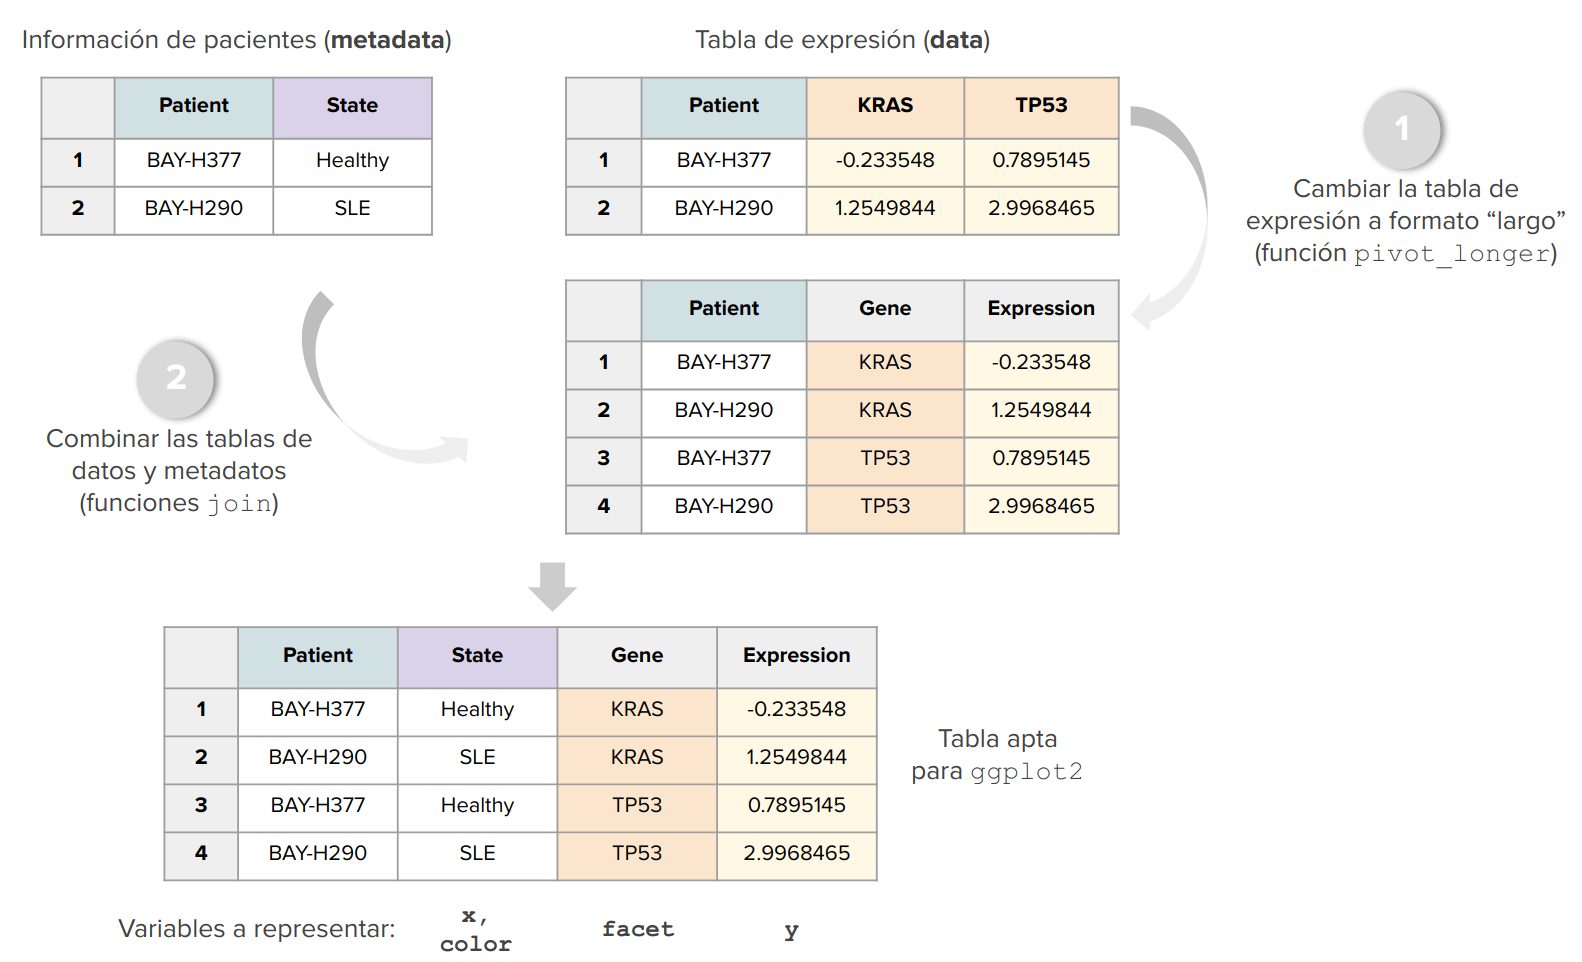 Información de pacientes (metadata)
Patient State
1 BAY-H377 Healthy
2 BAY-H290 SLE
Tabla de expresión (data)
Patient KRAS TP53
1 BAY-H377 -0.233548 0.7895145
2 BAY-H290 1.2549844 2.9968465
1
Cambiar la tabla de
expresión a formato “largo”
(función pivot_longer)
Patient Gene Expression
1 BAY-H377 KRAS -0.233548
2 BAY-H290 KRAS 1.2549844
3 BAY-H377 TP53 0.7895145
4 BAY-H290 TP53 2.9968465
2
Combinar las tablas de
datos y metadatos
(funciones join)
Patient State Gene Expression
1 BAY-H377 Healthy KRAS -0.233548
2 BAY-H290 SLE KRAS 1.2549844
3 BAY-H377 Healthy TP53 0.7895145
4 BAY-H290 SLE TP53 2.9968465
Tabla apta
para ggplot2
Variables a representar:
x,
color
facet
y